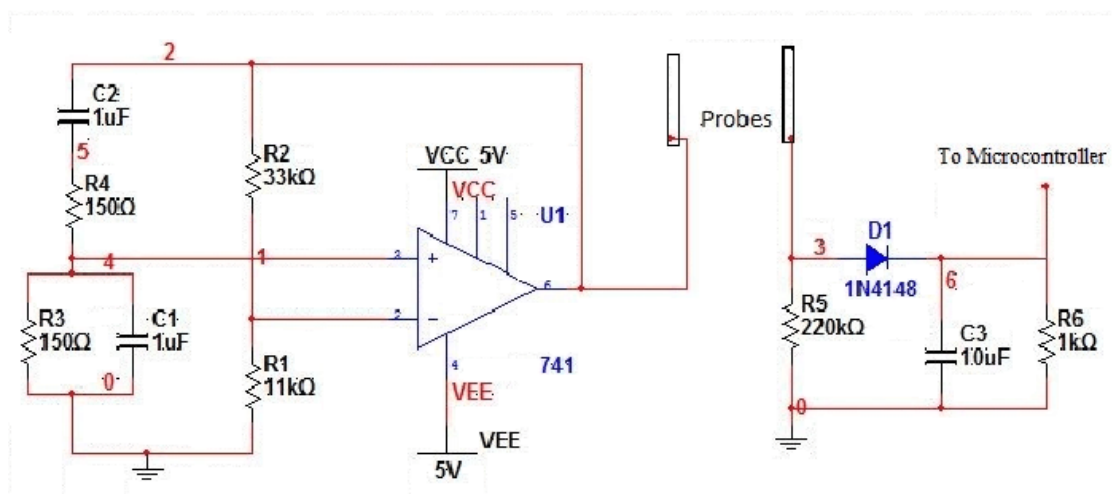 2
C2
1uF
5
R4
150Ω
4
R3
150Ω
C1
1uF
0
R2
33kΩ
1
R1
11kΩ
VCC 5V
VCC
7
1
5
U1
3
+
2
−
6
4
741
VEE
VEE
5V
Probes
To Microcontroller
3
D1
1N4148
6
R5
220kΩ
C3
10uF
R6
1kΩ
0